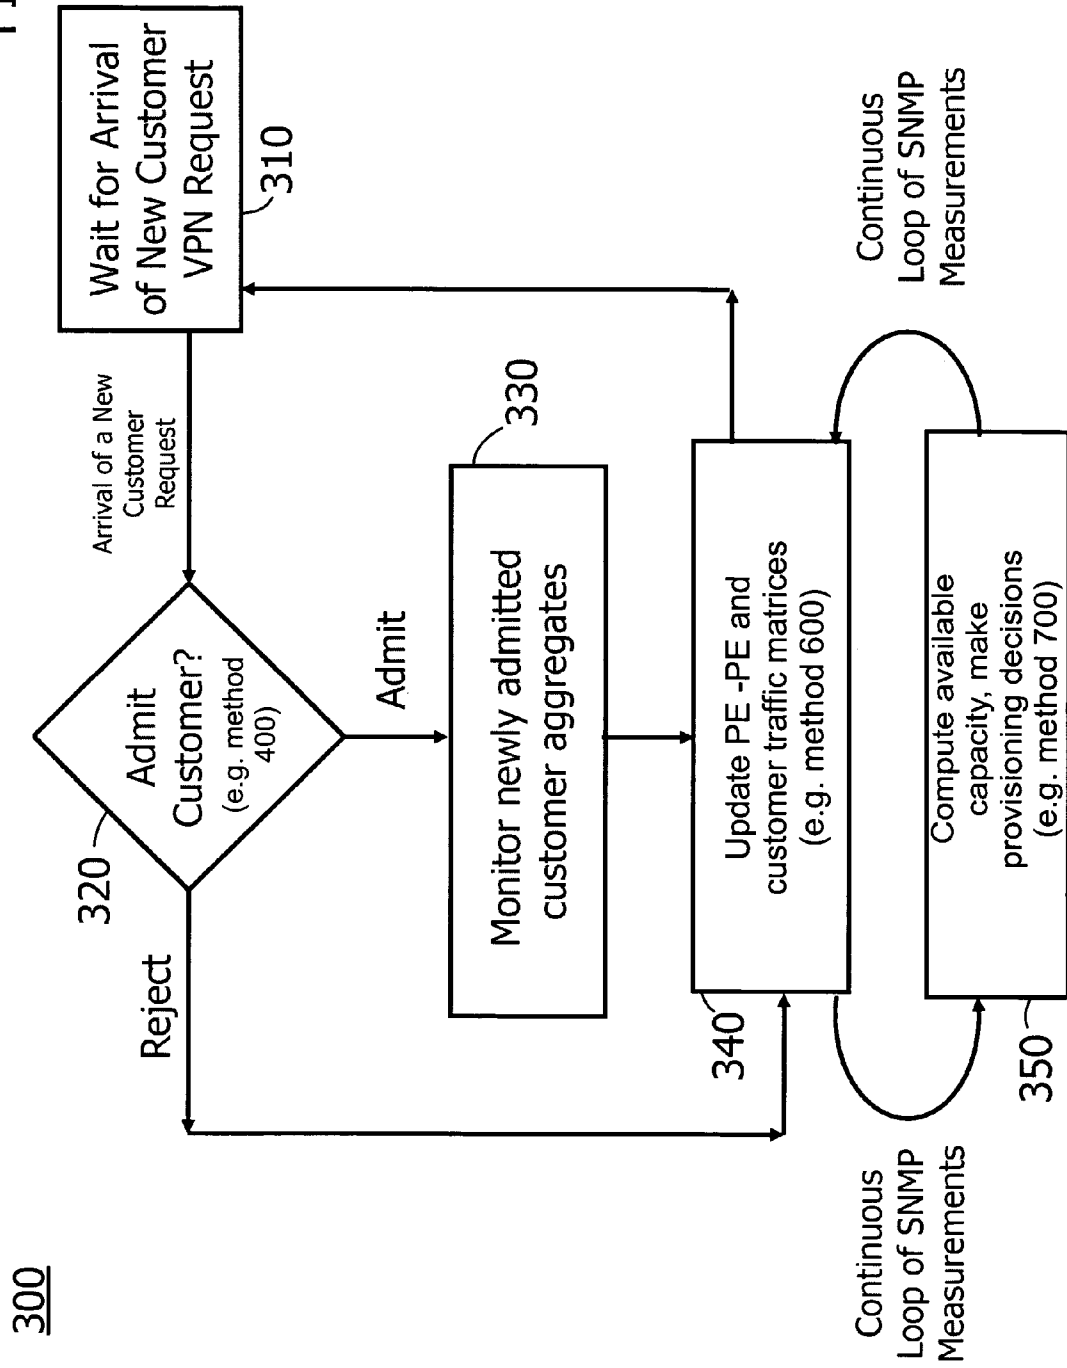 300
Wait for Arrival
of New Customer
VPN Request
310
Arrival of a New
Customer
Request
Admit
Customer?
(e.g. method
400)
320
Reject
Admit
Monitor newly admitted
customer aggregates
330
Update PE -PE and
customer traffic matrices
(e.g. method 600)
340
Continuous
Loop of SNMP
Measurements
Continuous
Loop of SNMP
Measurements
Compute available
capacity, make
provisioning decisions
(e.g. method 700)
350